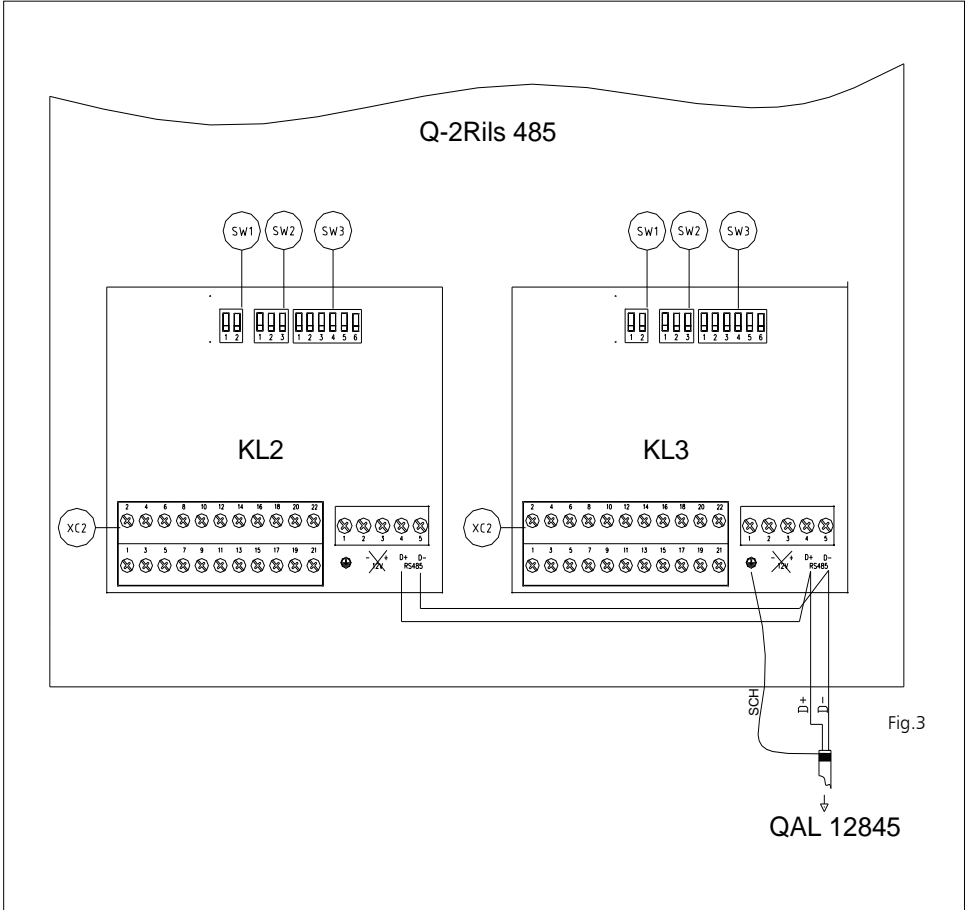 Q-2Rils 485
SW1 SW2 SW3
1 2 1 2 3 1 2 3 4 5 6
KL2
XC2
2 4 6 8 10 12 14 16 18 20 22
1 3 5 7 9 11 13 15 17 19 21
1 2 3 4 5
- + D+ D-
12V RS485
SW1 SW2 SW3
1 2 1 2 3 1 2 3 4 5 6
KL3
XC2
2 4 6 8 10 12 14 16 18 20 22
1 3 5 7 9 11 13 15 17 19 21
1 2 3 4 5
- + D+ D-
12V RS485
SCH
D+
D-
Fig.3
QAL 12845